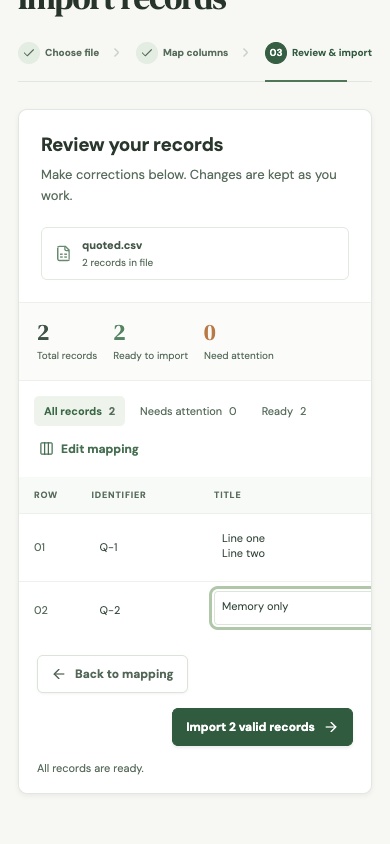 Import records
Choose file
Map columns
03 Review & import
Review your records
Make corrections below. Changes are kept as you
work.
quoted.csv
2 records in file
2 2 0
Total records Ready to import Need attention
All records 2 Needs attention 0 Ready 2
Edit mapping
ROW IDENTIFIER TITLE
01 Q-1 Line one
Line two
02 Q-2 Memory only
Back to mapping
Import 2 valid records
All records are ready.